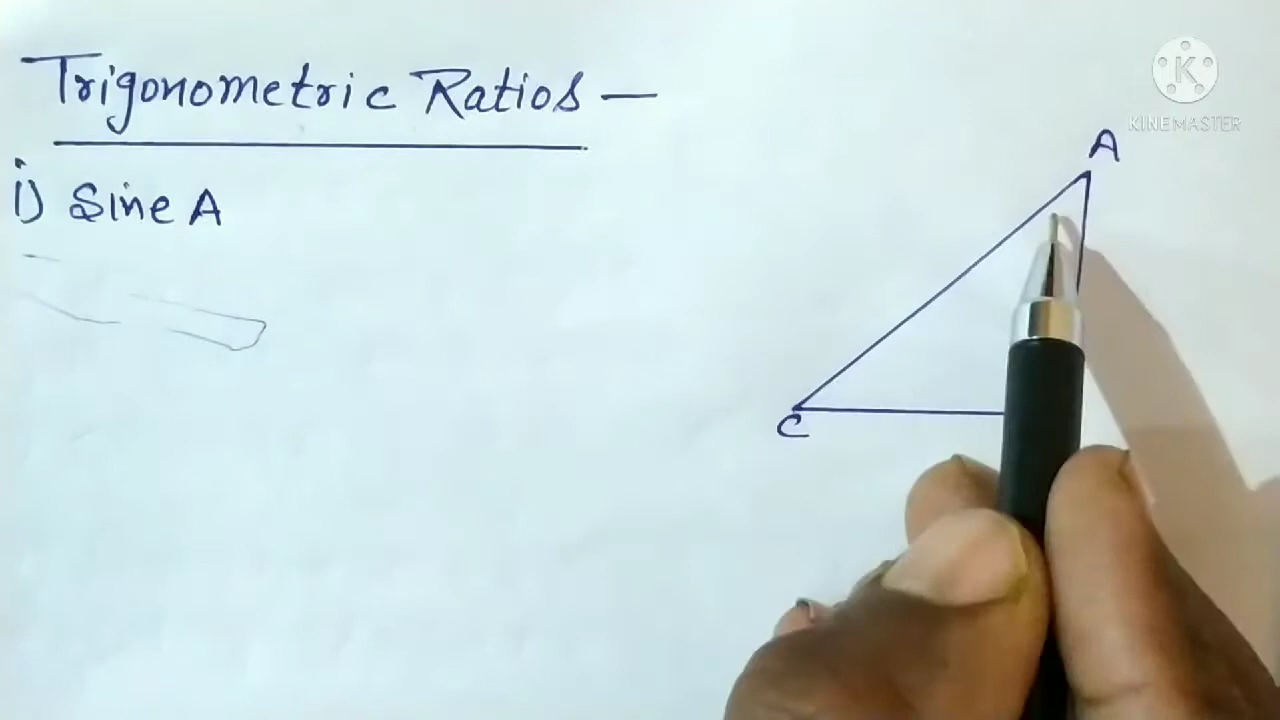 Trigonometric Ratios —
i) Sine A
A
C
K
KINEMASTER